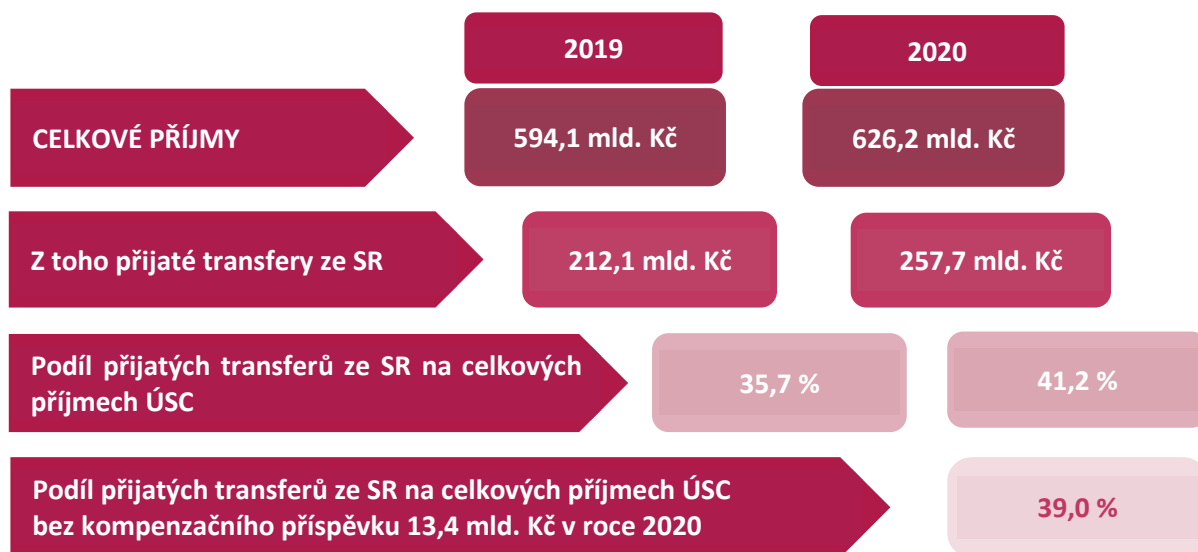 2019
2020
CELKOVÉ PŘÍJMY
594,1 mld. Kč
626,2 mld. Kč
Z toho přijaté transfery ze SR
212,1 mld. Kč
257,7 mld. Kč
Podíl přijatých transferů ze SR na celkových
příjmech ÚSC
35,7 %
41,2 %
Podíl přijatých transferů ze SR na celkových příjmech ÚSC
bez kompenzačního příspěvku 13,4 mld. Kč v roce 2020
39,0 %